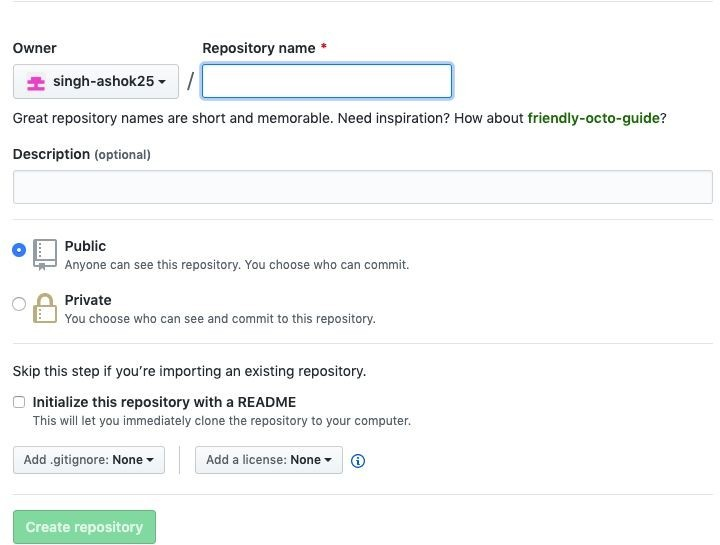 Owner Repository name *
singh-ashok25 /
Great repository names are short and memorable. Need inspiration? How about friendly-octo-guide?
Description (optional)
Public
Anyone can see this repository. You choose who can commit.
Private
You choose who can see and commit to this repository.
Skip this step if you’re importing an existing repository.
Initialize this repository with a README
This will let you immediately clone the repository to your computer.
Add .gitignore: None Add a license: None
Create repository